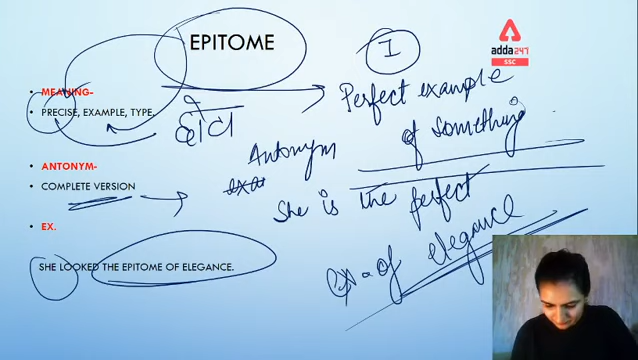 EPITOME
1
adda247
SSC
• MEANING-
• PRECISE, EXAMPLE, TYPE.
Perfect example
of something
• ANTONYM-
• COMPLETE VERSION
Antonym
She is the perfect
ex- of elegance
• EX.
SHE LOOKED THE EPITOME OF ELEGANCE.